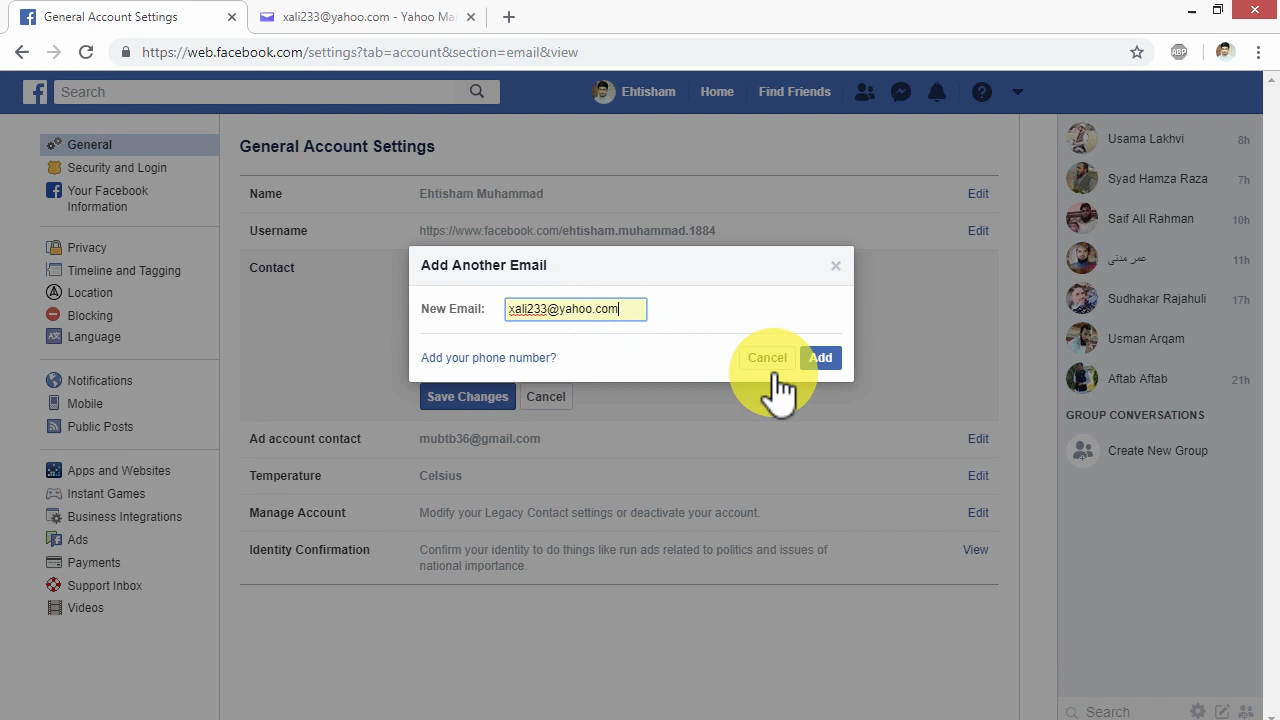 General Account Settings
xali233@yahoo.com - Yahoo Ma
https://web.facebook.com/settings?tab=account&section=email&view
ABP
Search
Ehtisham
Home
Find Friends
General
Security and Login
Your Facebook
Information
Privacy
Timeline and Tagging
Location
Blocking
Language
Notifications
Mobile
Public Posts
Apps and Websites
Instant Games
Business Integrations
Ads
Payments
Support Inbox
Videos
General Account Settings
Name Ehtisham Muhammad Edit
Username https://www.facebook.com/ehtisham.muhammad.1884 Edit
Contact
Add Another Email
New Email: xali233@yahoo.com
Add your phone number? Cancel Add
Save Changes Cancel
Ad account contact mubtb36@gmail.com Edit
Temperature Celsius Edit
Manage Account Modify your Legacy Contact settings or deactivate your account. Edit
Identity Confirmation Confirm your identity to do things like run ads related to politics and issues of View
national importance.
Usama Lakhvi 8h
Syad Hamza Raza 7h
Saif All Rahman 10h
عمر مدنی 11h
Sudhakar Rajahuli 17h
Usman Arqam
Aftab Aftab 21h
GROUP CONVERSATIONS
Create New Group
Search